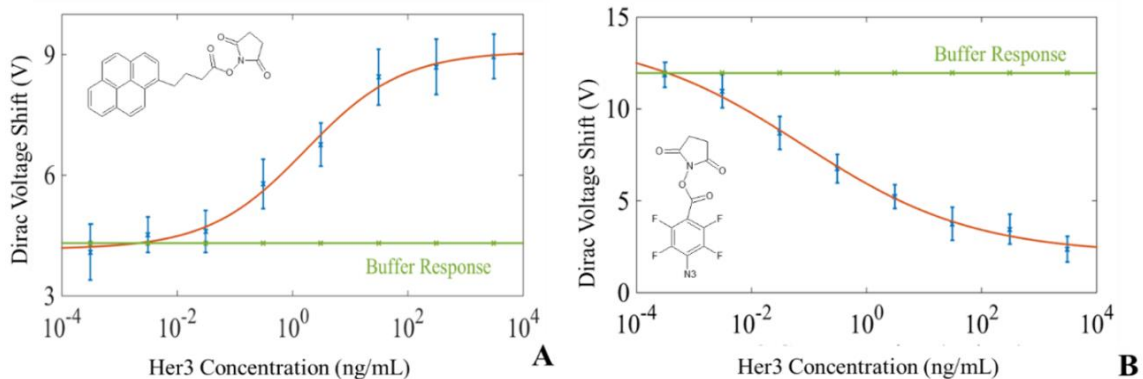 Dirac Voltage Shift (V)
9
6
3
O
O
N
O
O
O
Buffer Response
10^-4
10^-2
10^0
10^2
10^4
Her3 Concentration (ng/mL)
A
Dirac Voltage Shift (V)
15
10
5
0
Buffer Response
O
N
O
O
O
F
F
F
F
N3
10^-4
10^-2
10^0
10^2
10^4
Her3 Concentration (ng/mL)
B